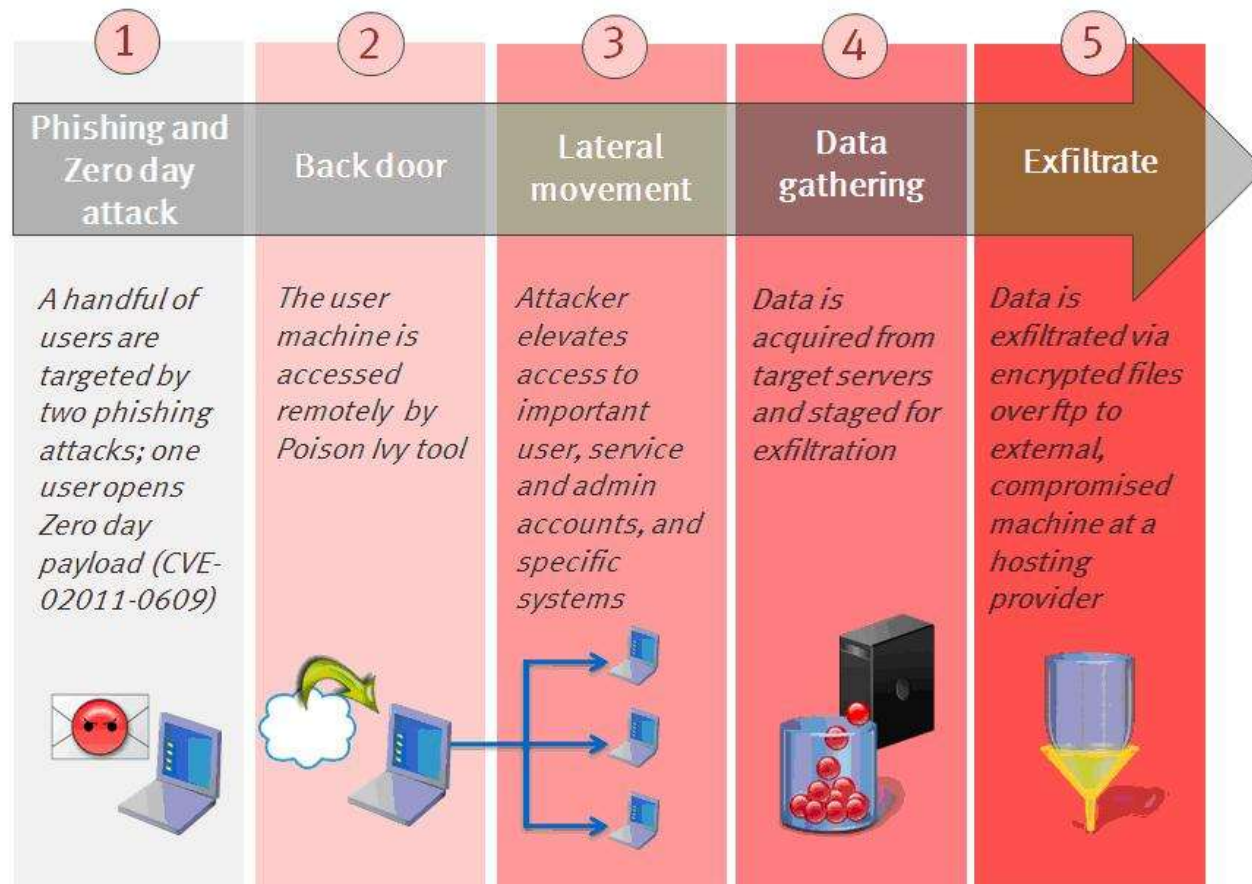 1
Phishing and
Zero day
attack
A handful of
users are
targeted by
two phishing
attacks; one
user opens
Zero day
payload (CVE-
02011-0609)
2
Back door
The user
machine is
accessed
remotely by
Poison Ivy tool
3
Lateral
movement
Attacker
elevates
access to
important
user, service
and admin
accounts, and
specific
systems
4
Data
gathering
Data is
acquired from
target servers
and staged for
exfiltration
5
Exfiltrate
Data is
exfiltrated via
encrypted files
over ftp to
external,
compromised
machine at a
hosting
provider